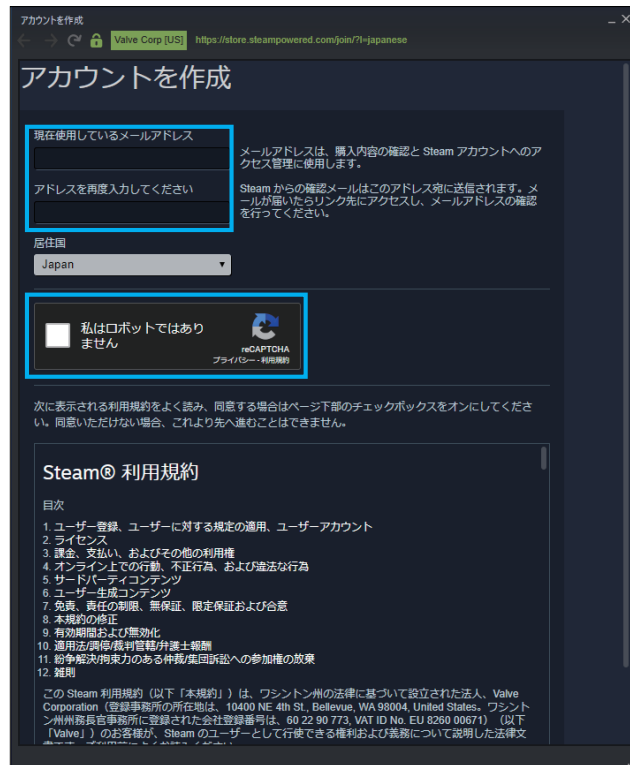 アカウントを作成
Valve Corp [US] https://store.steampowered.com/join/?l=japanese
アカウントを作成
現在使用しているメールアドレス
メールアドレスは、購入内容の確認と Steam アカウントへのア
クセス管理に使用します。
アドレスを再度入力してください
Steam からの確認メールはこのアドレス宛に送信されます。メ
ールが届いたらリンク先にアクセスし、メールアドレスの確認
を行ってください。
居住国
Japan
私はロボットではあり
ません
reCAPTCHA
プライバシー - 利用規約
次に表示される利用規約をよく読み、同意する場合はページ下部のチェックボックスをオンにしてくださ
い。同意いただけない場合、これより先へ進むことはできません。
Steam® 利用規約
目次
1. ユーザー登録、ユーザーに対する規定の適用、ユーザーアカウント
2. ライセンス
3. 課金、支払い、およびその他の利用権
4. オンライン上での行動、不正行為、および違法な行為
5. サードパーティコンテンツ
6. ユーザー生成コンテンツ
7. 免責、責任の制限、無保証、限定保証および合意
8. 本規約の修正
9. 有効期間および無効化
10. 適用法/調停/裁判管轄/弁護士報酬
11. 紛争解決/拘束力のある仲裁/集団訴訟への参加権の放棄
12. 雑則
この Steam 利用規約（以下「本規約」）は、ワシントン州の法律に基づいて設立された法人、Valve
Corporation（登録事務所の所在地は、10400 NE 4th St., Bellevue, WA 98004, United States。ワシント
ン州州務長官事務所に登録された会社登録番号は、60 22 90 773, VAT ID No. EU 8260 00671）（以下
「Valve」）のお客様が、Steam のユーザーとして行使できる権利および義務について説明した法律文